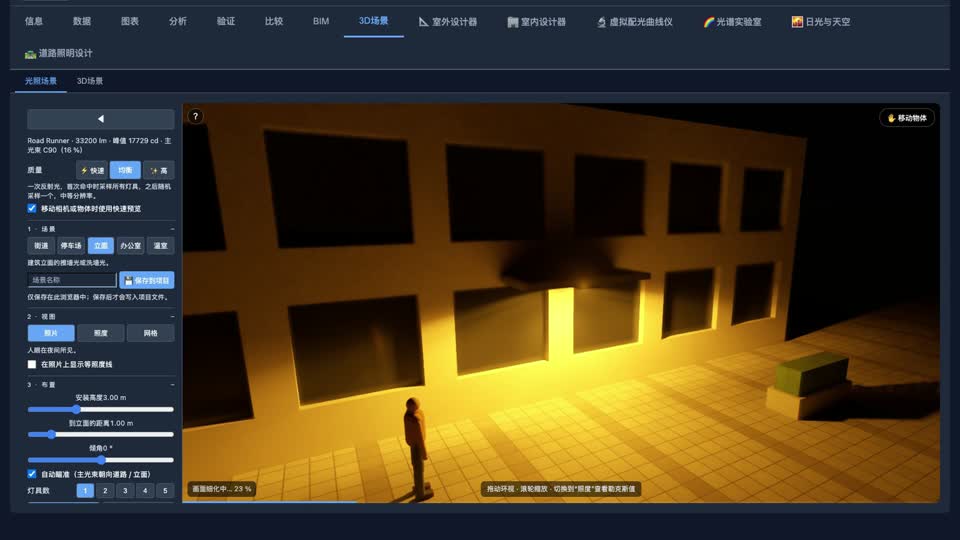 信息 数据 图表 分析 验证 比较 BIM 3D场景 室外设计器 室内设计器 虚拟配光曲线仪 光谱实验室 日光与天空
道路照明设计
光照场景 3D场景
◀
?
移动物体
Road Runner · 33200 lm · 峰值 17729 cd · 主
光束 C90（16 %）
质量 ⚡快速 均衡 ✨高
一次反射光，首次命中时采样所有灯具，之后随机
采样一个，中等分辨率。
移动相机或物体时使用快速预览
1 · 场景 −
街道 停车场 立面 办公室 温室
建筑立面的擦墙光或洗墙光。
场景名称 保存到项目
仅保存在此浏览器中；保存后才会写入项目文件。
2 · 视图 −
照片 照度 网格
人眼在夜间所见。
在照片上显示等照度线
3 · 布置 −
安装高度3.00 m
到立面的距离1.00 m
倾角0 °
自动瞄准（主光束朝向道路 / 立面）
灯具数 1 2 3 4 5
画面细化中… 23 %
拖动环视 · 滚轮缩放 · 切换到“照度”查看勒克斯值